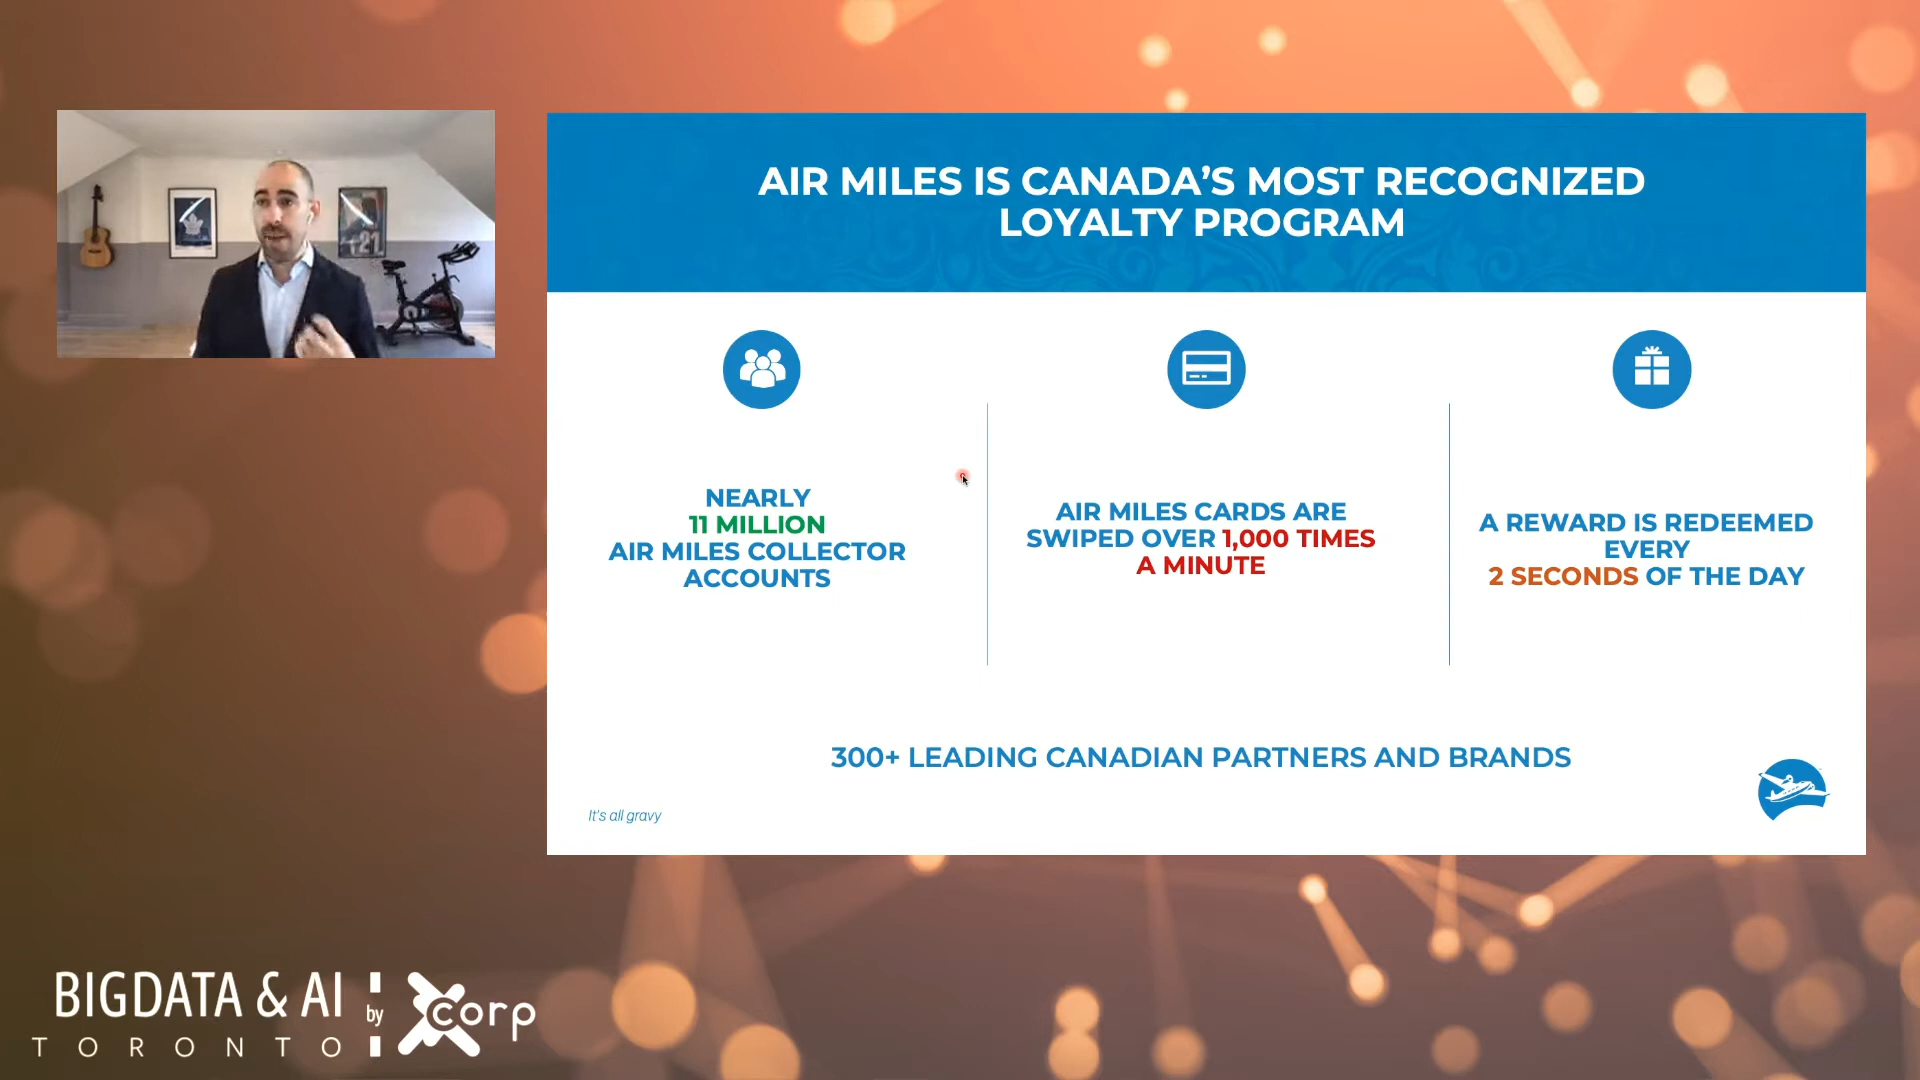 AIR MILES IS CANADA’S MOST RECOGNIZED
LOYALTY PROGRAM
NEARLY
11 MILLION
AIR MILES COLLECTOR
ACCOUNTS
AIR MILES CARDS ARE
SWIPED OVER 1,000 TIMES
A MINUTE
A REWARD IS REDEEMED
EVERY
2 SECONDS OF THE DAY
300+ LEADING CANADIAN PARTNERS AND BRANDS
It's all gravy
21
BIGDATA & AI
TORONTO
by
xcorp